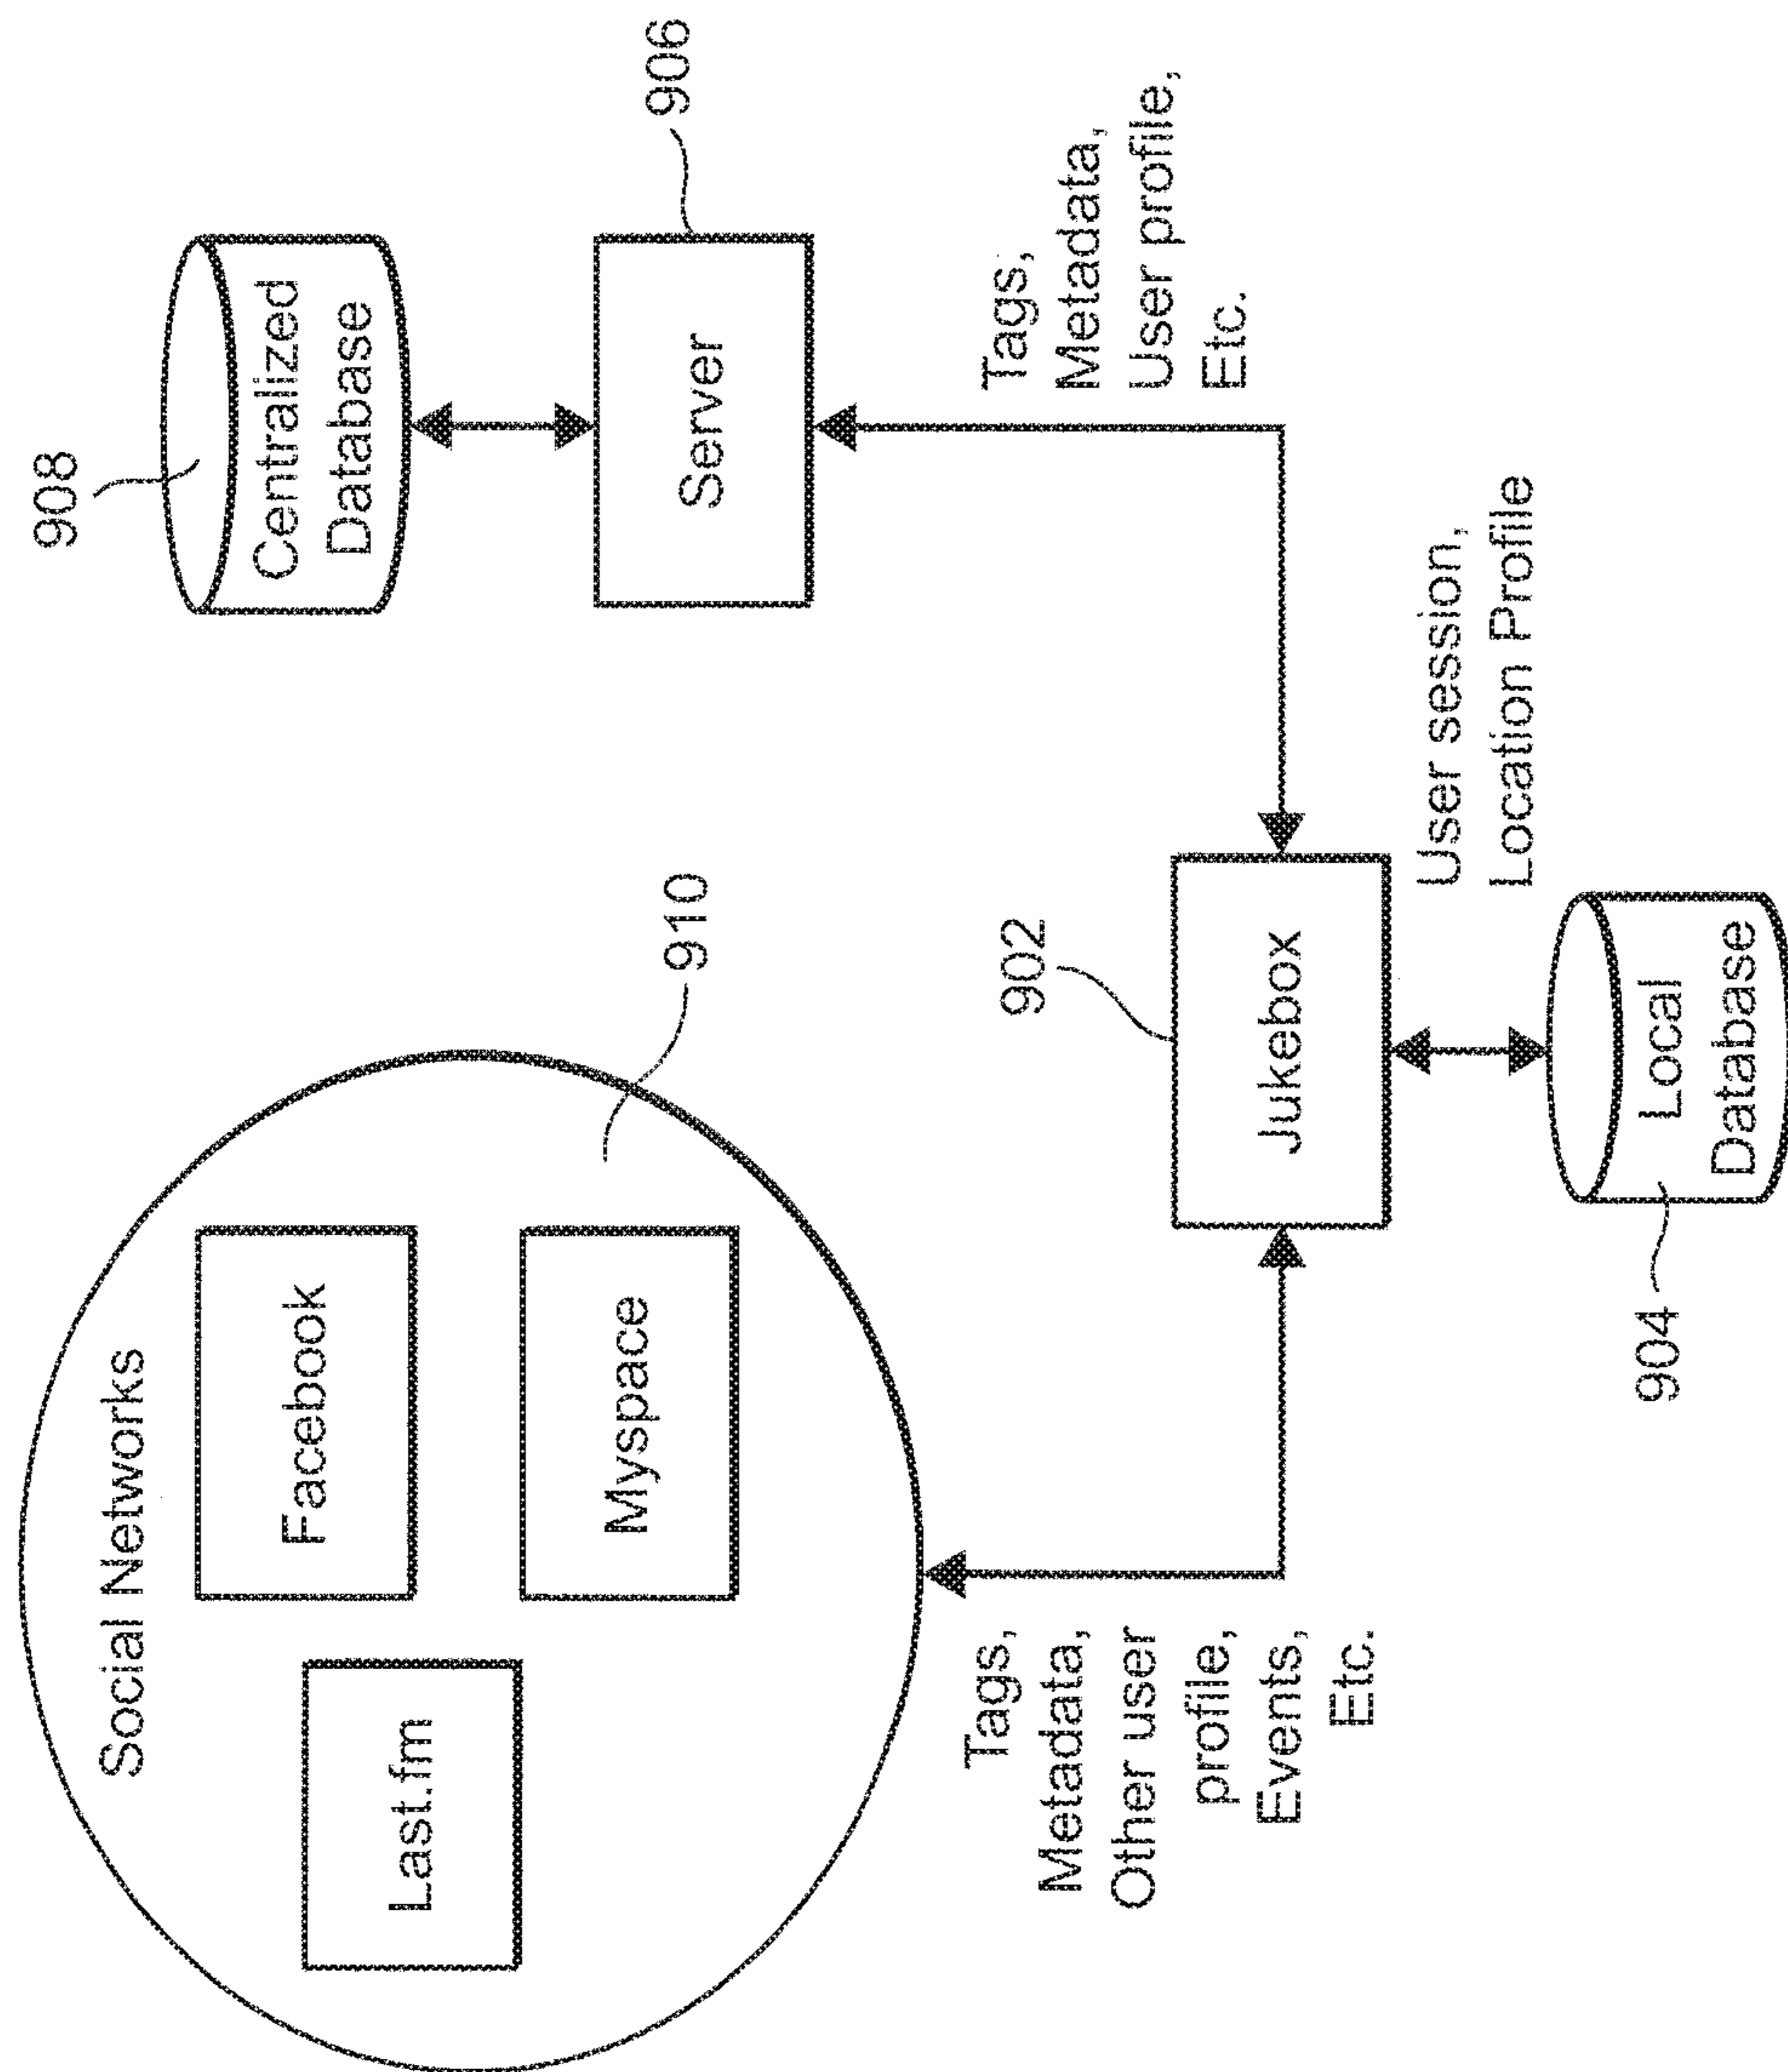 Social Networks
Last.fm
Facebook
Myspace
910
908
Centralized
Database
Server
906
Tags,
Metadata,
Other user
profile,
Events,
Etc.
902
Jukebox
Tags,
Metadata,
User profile,
Etc.
User session,
Location Profile
904
Local
Database